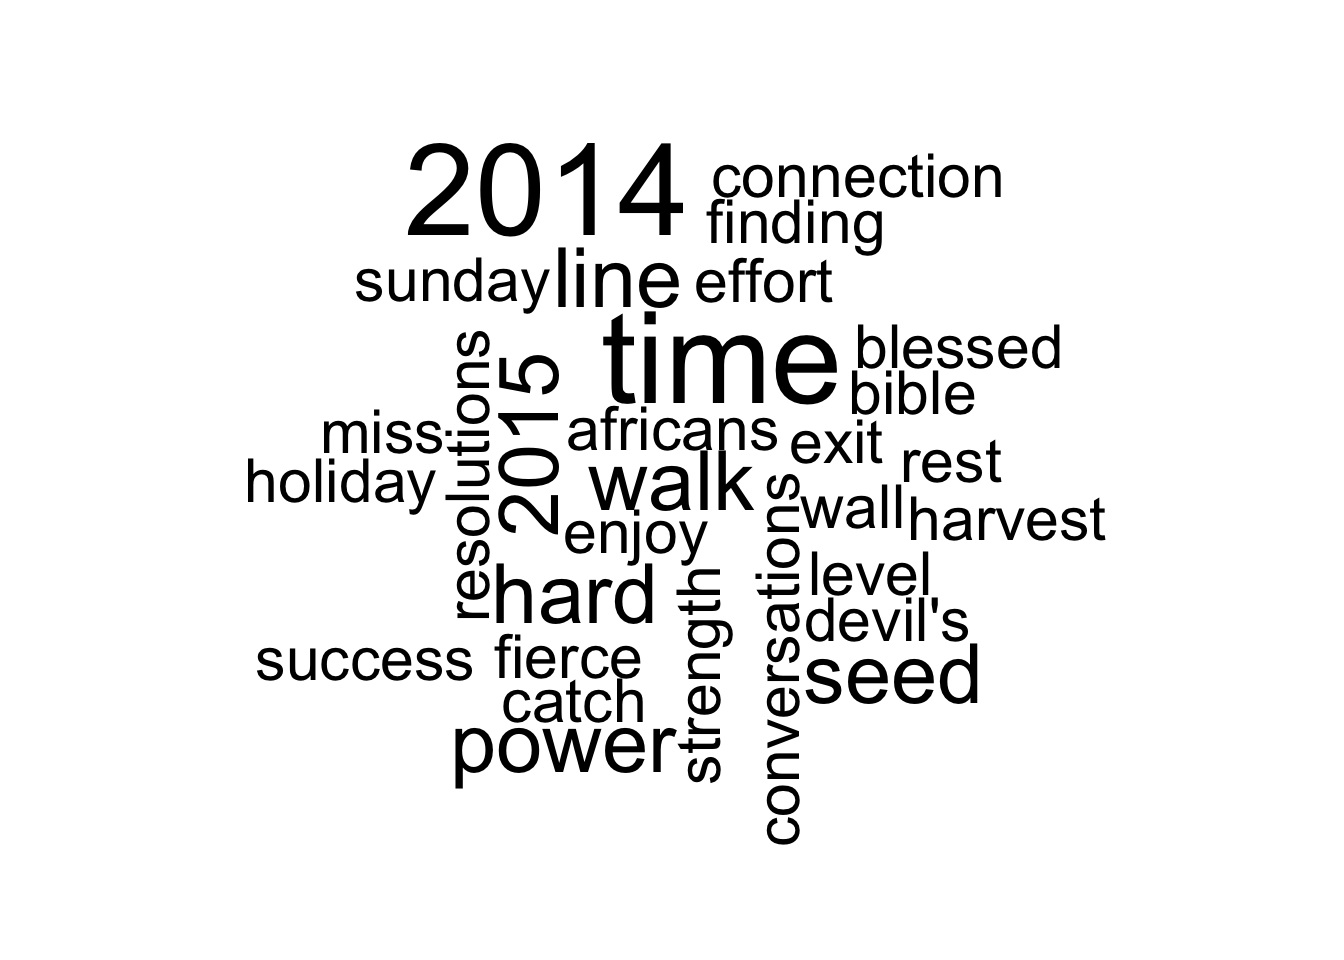 2014
connection
finding
sunday
line
effort
time
blessed
bible
resolutions
2015
miss
africans
exit
rest
holiday
walk
wall
harvest
enjoy
conversations
level
hard
strength
devil's
success
fierce
seed
catch
power